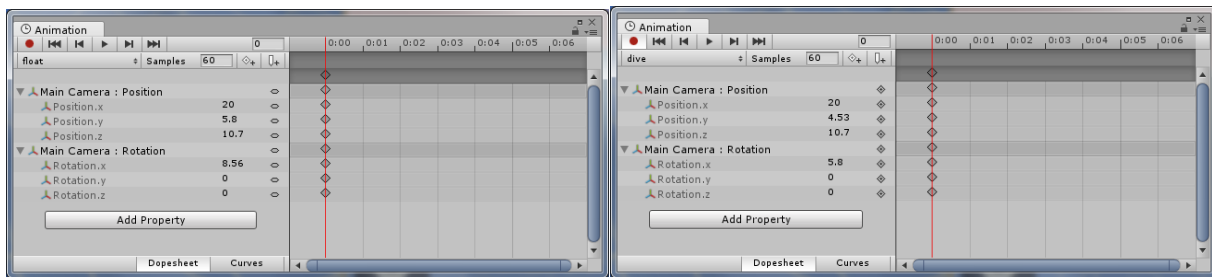 Animation
0 0:00 0:01 0:02 0:03 0:04 0:05 0:06
float Samples 60
Main Camera : Position
Position.x 20
Position.y 5.8
Position.z 10.7
Main Camera : Rotation
Rotation.x 8.56
Rotation.y 0
Rotation.z 0
Add Property
Dopesheet Curves
Animation
0 0:00 0:01 0:02 0:03 0:04 0:05 0:06
dive Samples 60
Main Camera : Position
Position.x 20
Position.y 4.53
Position.z 10.7
Main Camera : Rotation
Rotation.x 5.8
Rotation.y 0
Rotation.z 0
Add Property
Dopesheet Curves